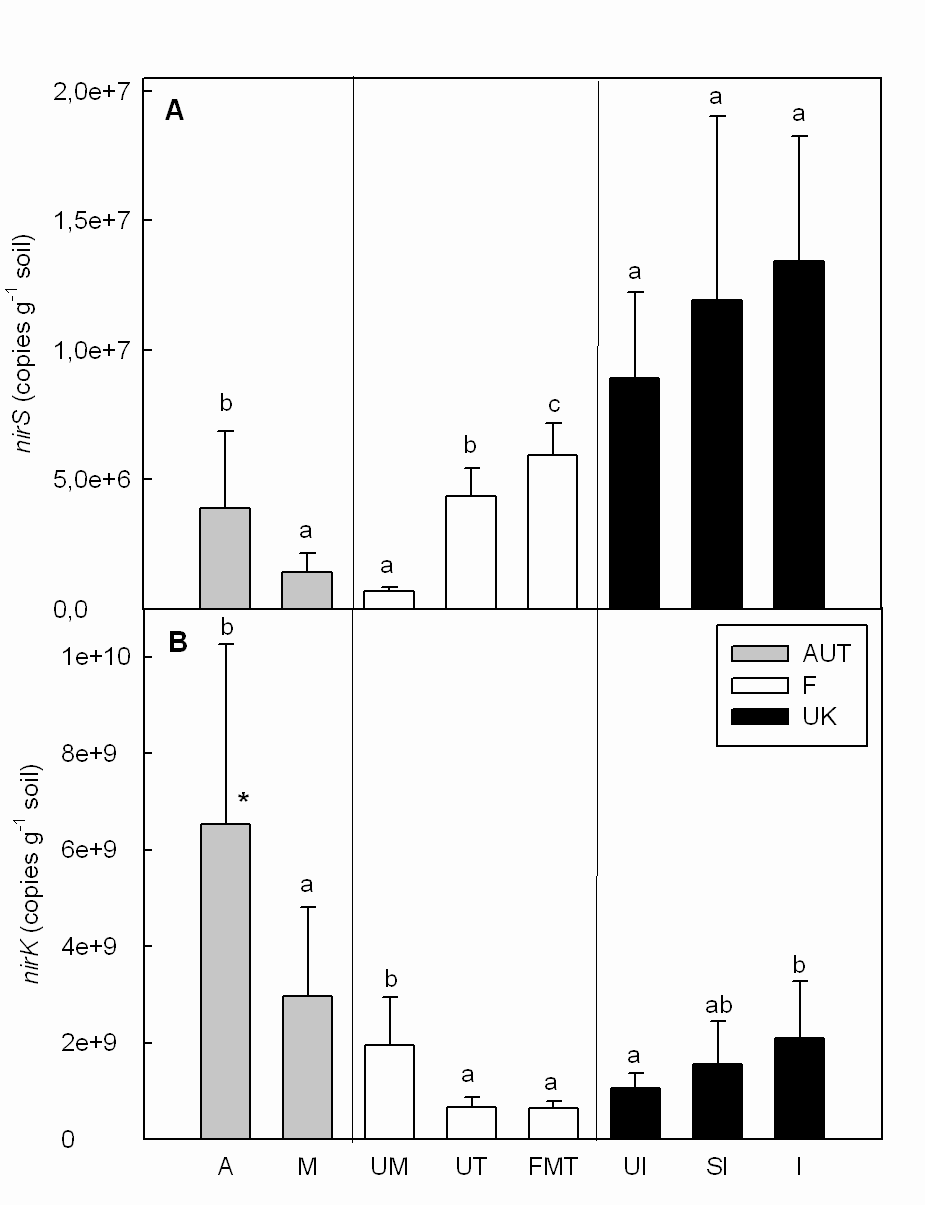 2,0e+7
A
a
a
1,5e+7
a
1,0e+7
b
c
b
5,0e+6
a
a
0,0
nirS (copies g⁻¹ soil)
b
B
AUT
F
UK
1e+10
8e+9
*
6e+9
a
4e+9
b
b
ab
2e+9
a
a
a
0
nirK (copies g⁻¹ soil)
A M UM UT FMT UI SI I